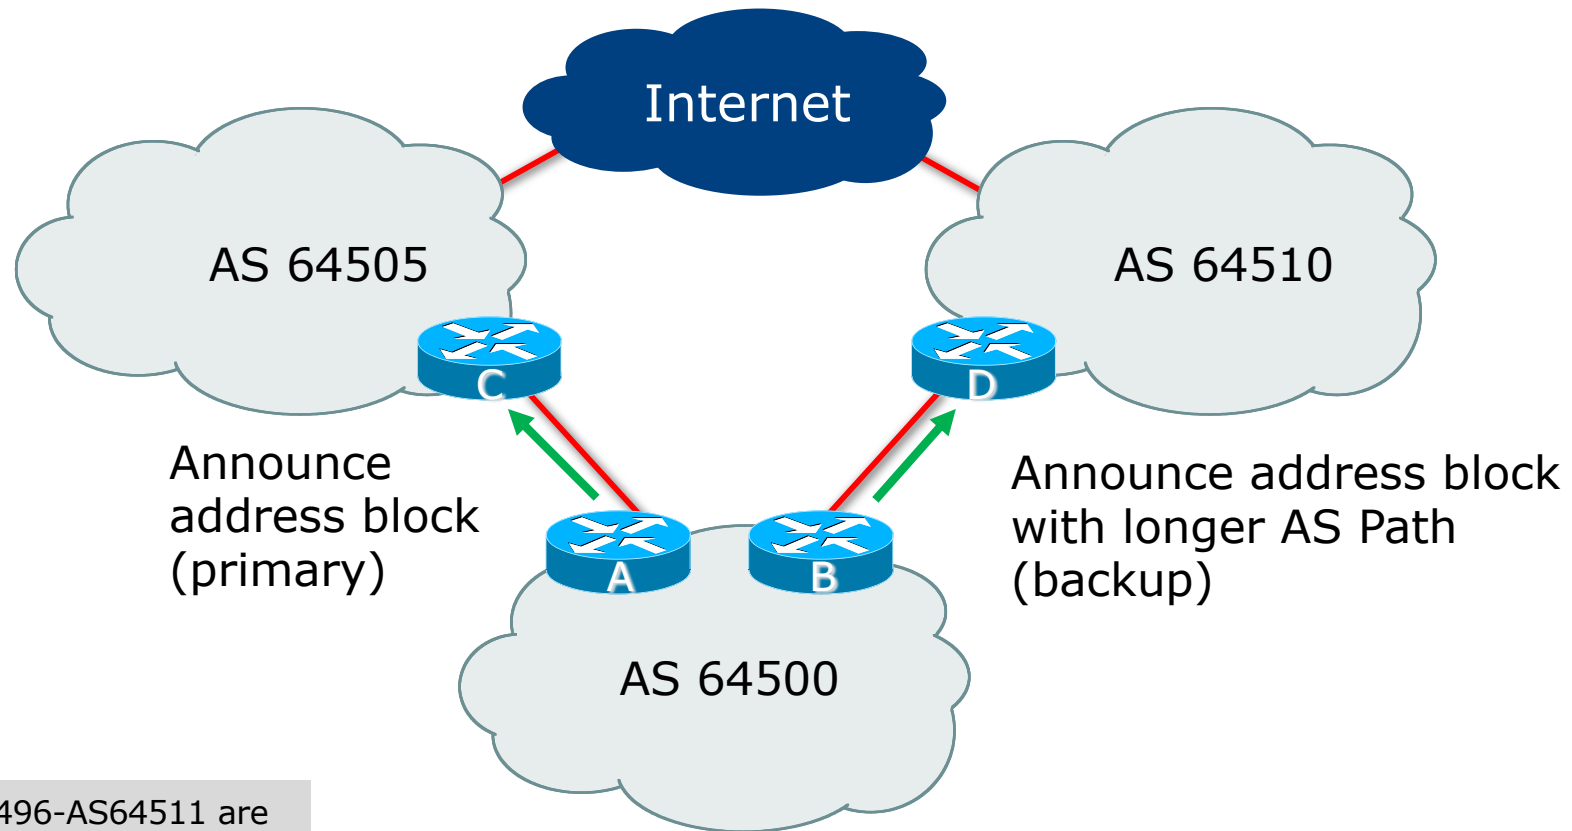 Internet
AS 64505
AS 64510
C
D
Announce
address block
(primary)
Announce address block
with longer AS Path
(backup)
A
B
AS 64500
496-AS64511 are